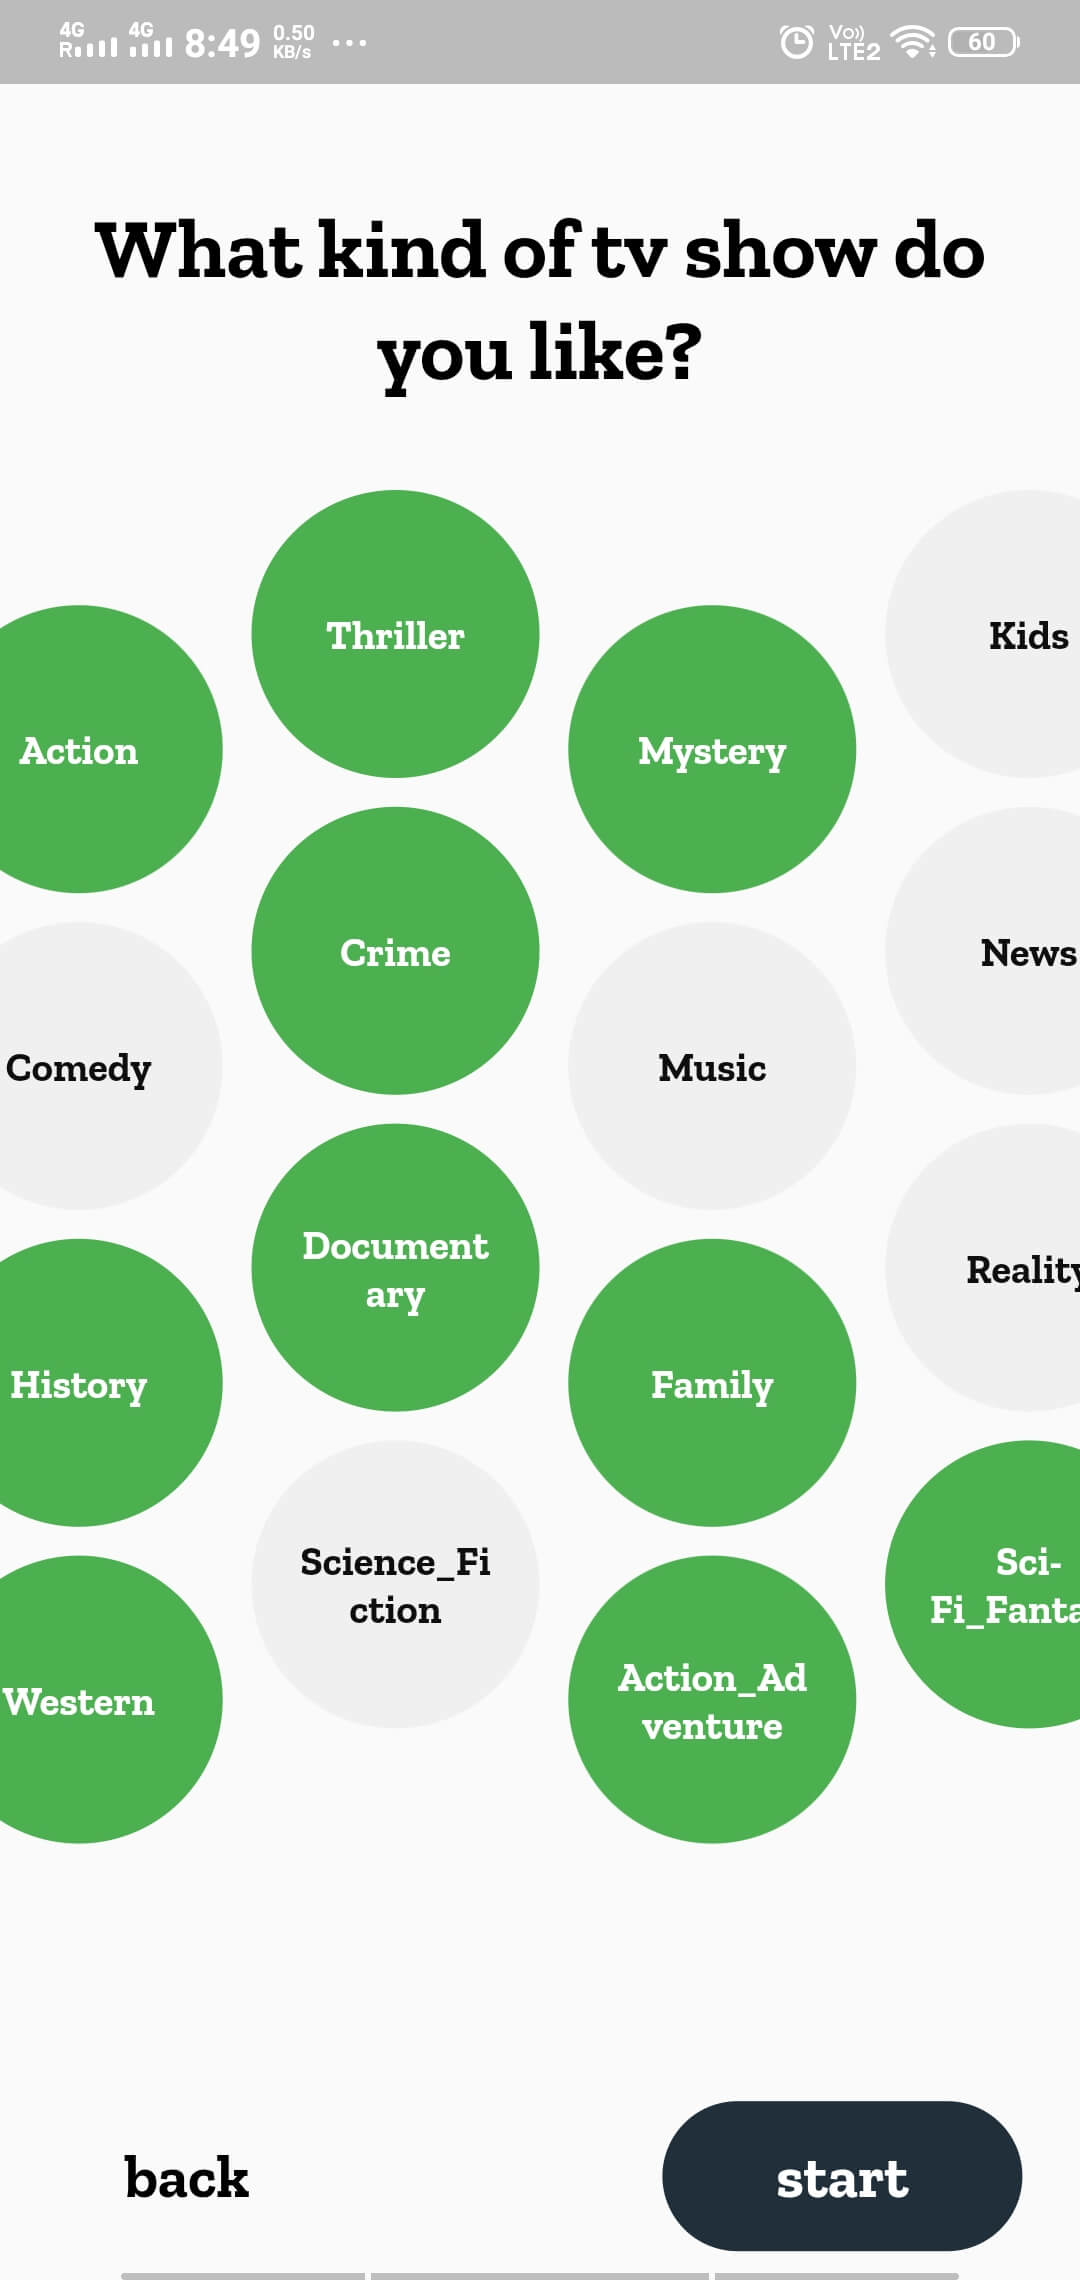 4G 4G 8:49 0.50 KB/s ... Vo)) LTE2 60
R
What kind of tv show do
you like?
Thriller
Kids
Action
Mystery
Crime
News
Comedy
Music
Document
ary
Reality
History
Family
Science_Fi
ction
Sci-
Fi_Fanta
Western
Action_Ad
venture
back
start